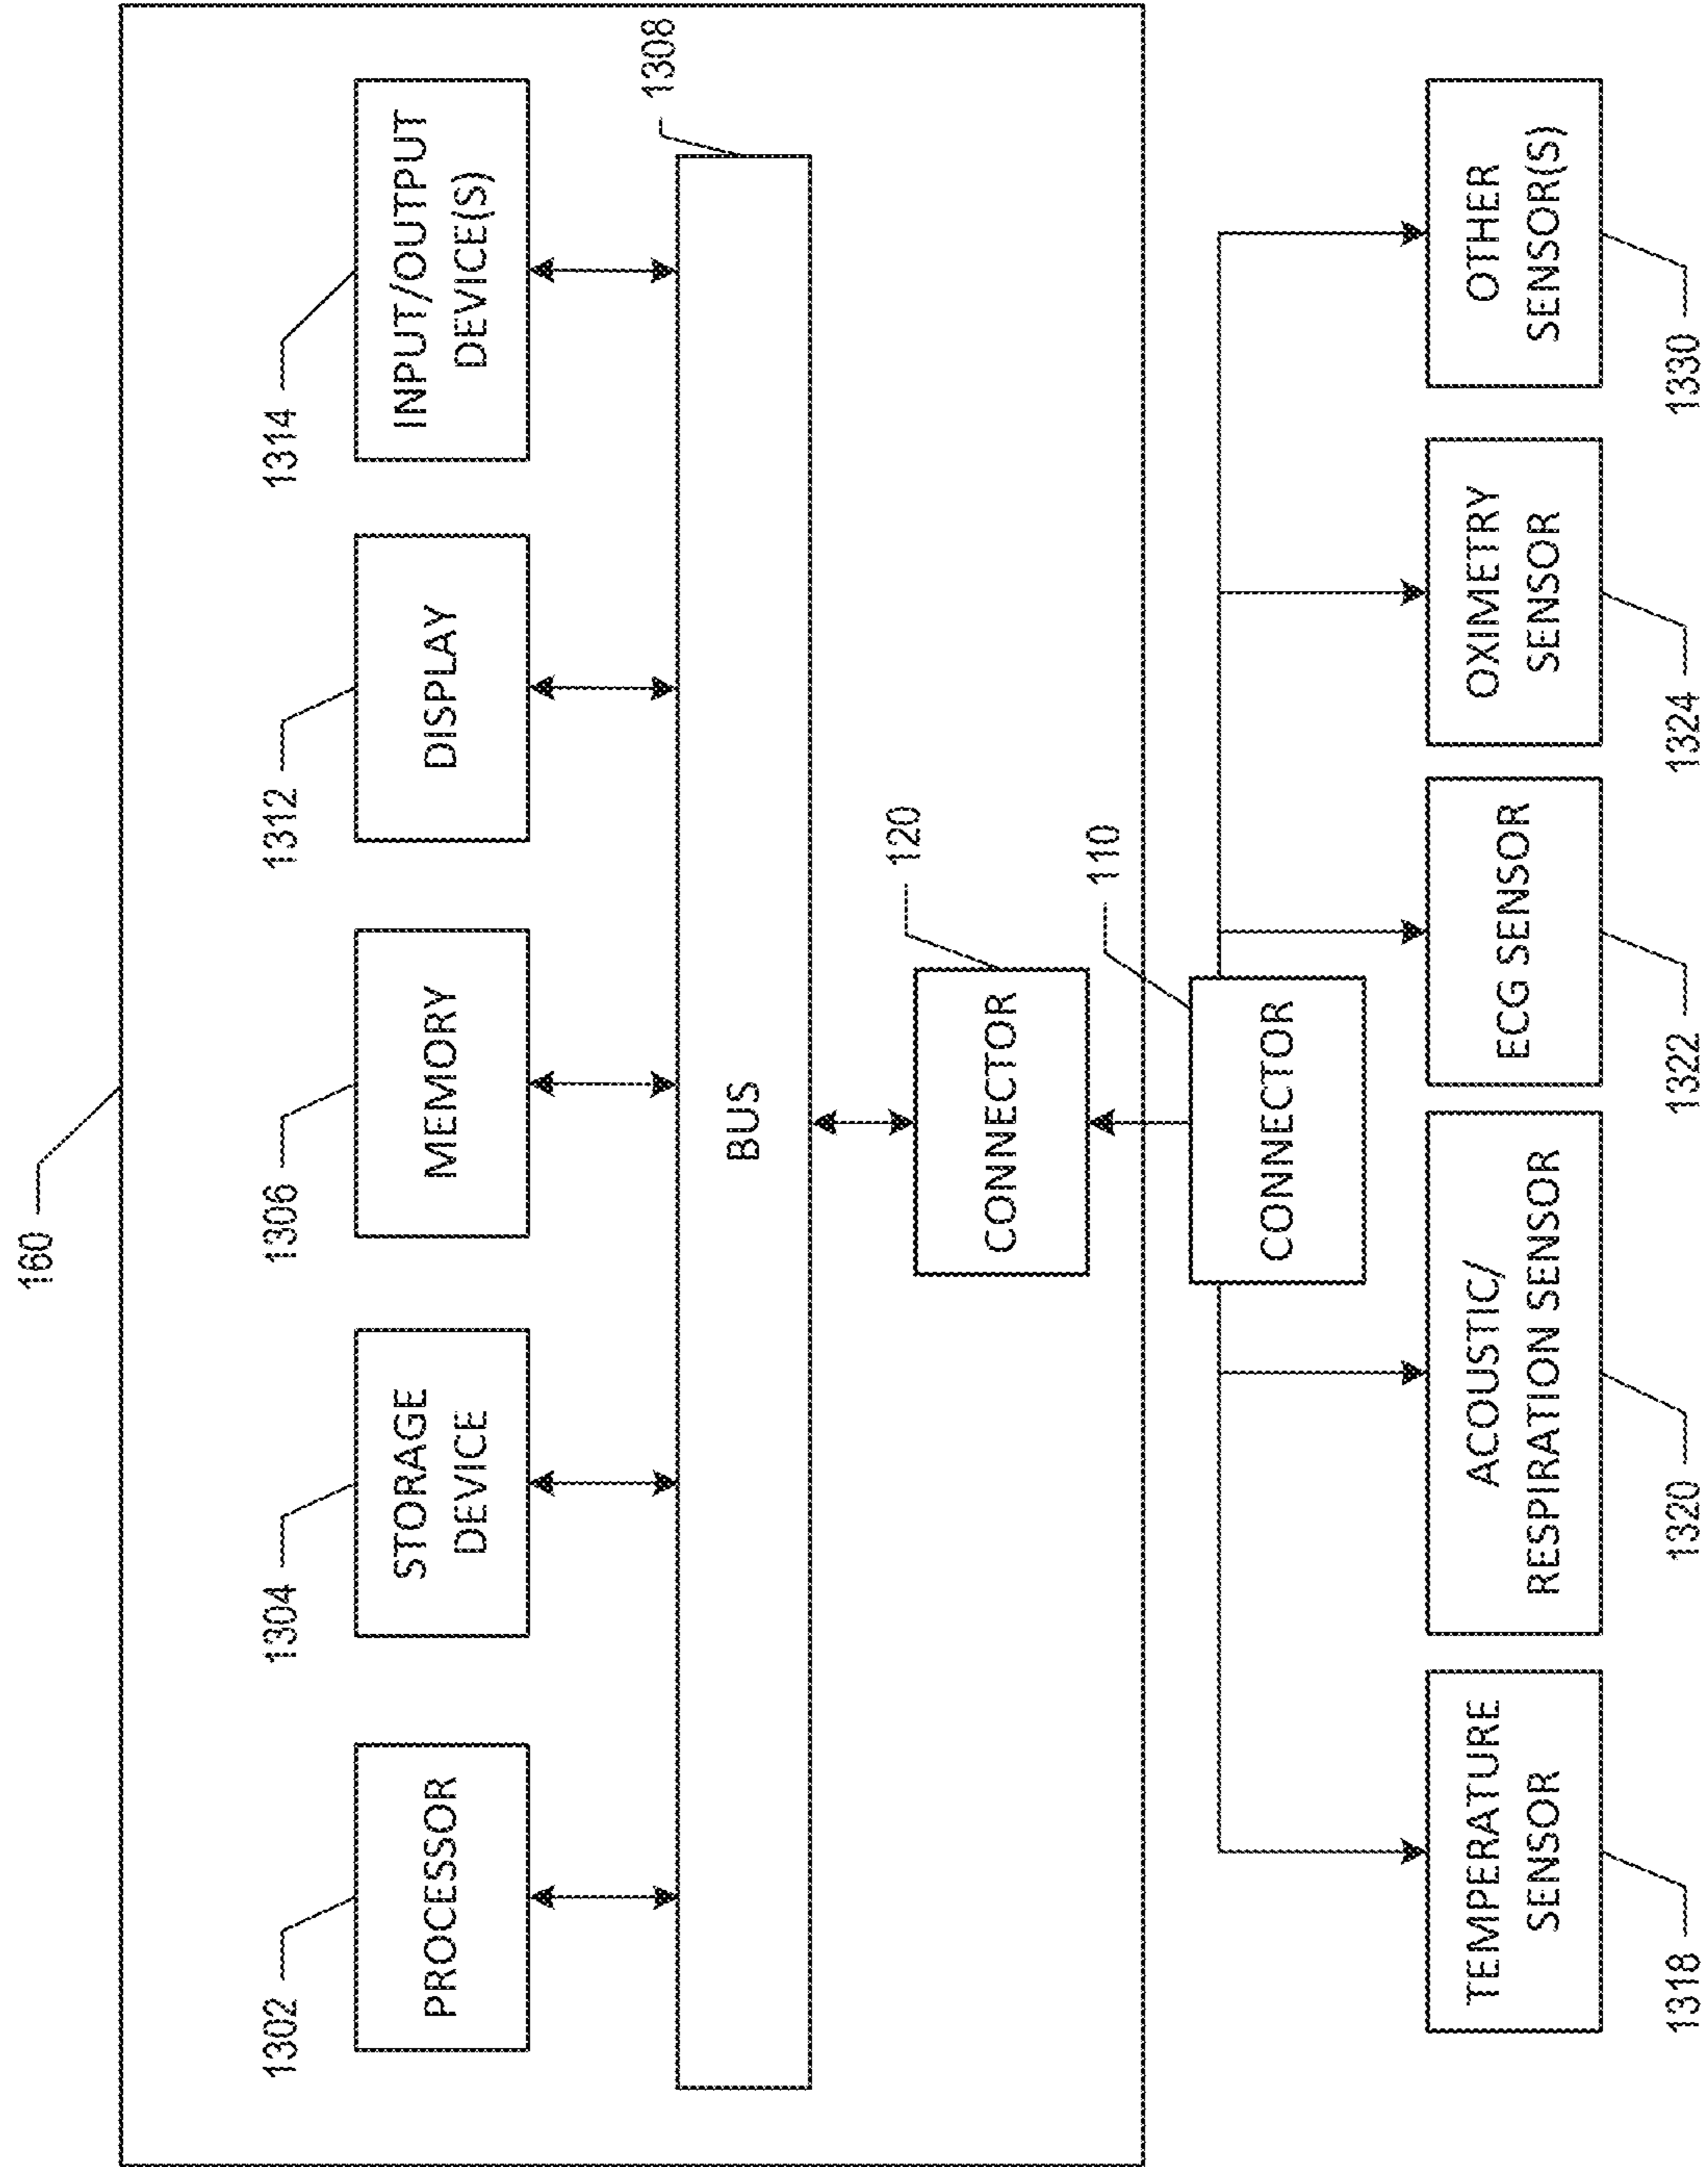 160
1302
1304
1306
1312
1314
PROCESSOR
STORAGE
DEVICE
MEMORY
DISPLAY
INPUT/OUTPUT
DEVICE(S)
1308
BUS
120
CONNECTOR
110
CONNECTOR
TEMPERATURE
SENSOR
ACOUSTIC/
RESPIRATION SENSOR
ECG SENSOR
OXIMETRY
SENSOR
OTHER
SENSOR(S)
1318
1320
1322
1324
1330